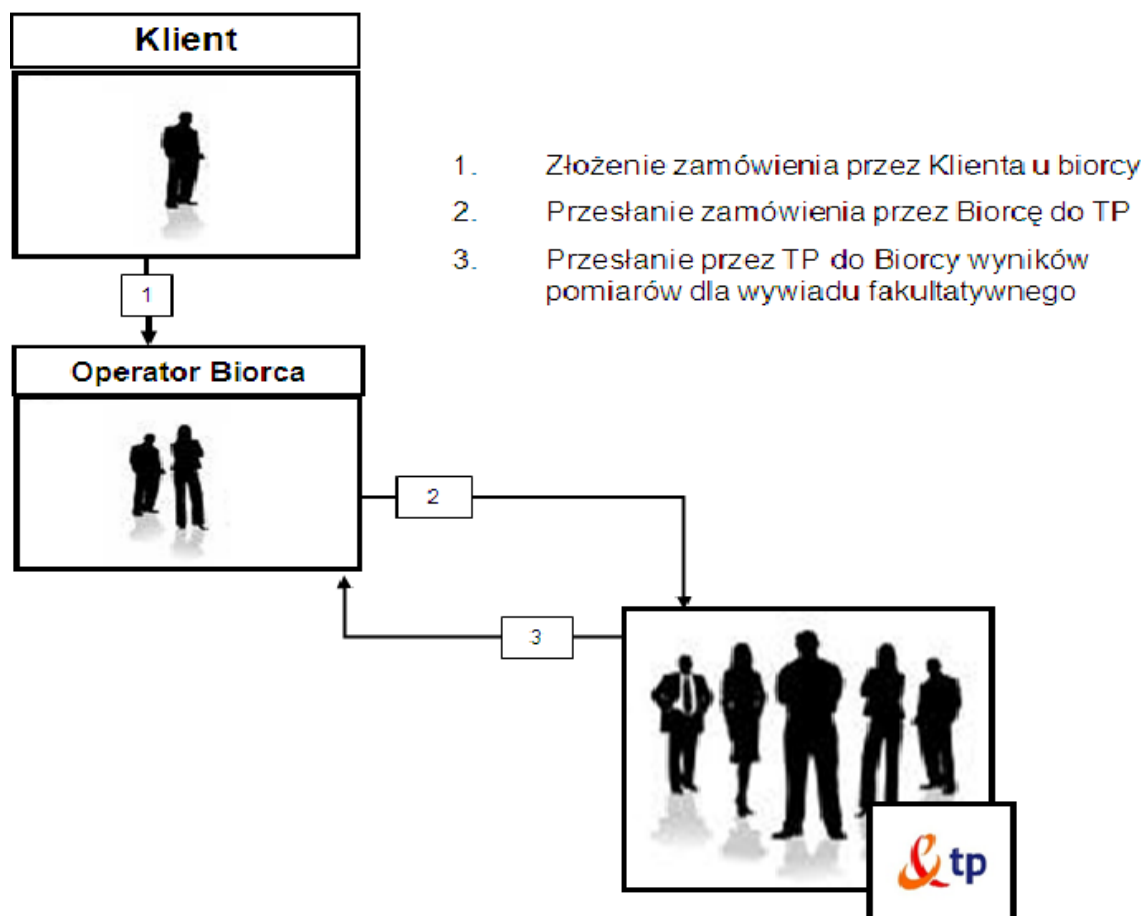 Klient
1. Złożenie zamówienia przez Klienta u biorcy
2. Przesłanie zamówienia przez Biorcę do TP
3. Przesłanie przez TP do Biorcy wyników
pomiarów dla wywiadu fakultatywnego
1
Operator Biorca
2
3
tp